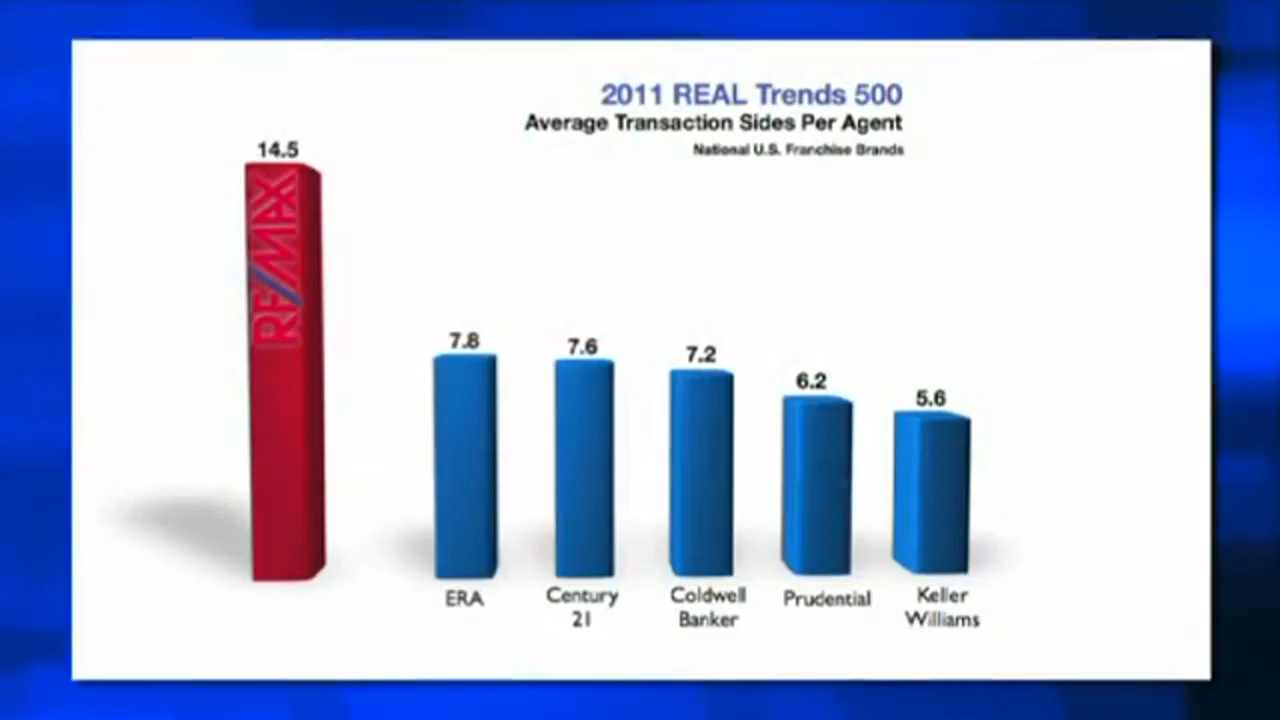 2011 REAL Trends 500
Average Transaction Sides Per Agent
National U.S. Franchise Brands
14.5
RE/MAX
7.8
7.6
7.2
6.2
5.6
ERA
Century
21
Coldwell
Banker
Prudential
Keller
Williams